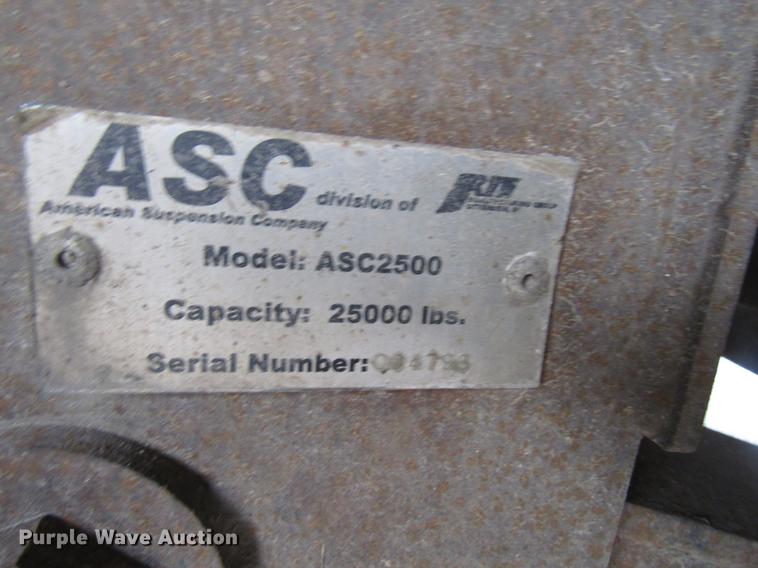 ASC division of
American Suspension Company
Model: ASC2500
Capacity: 25000 lbs.
Serial Number:
Purple Wave Auction